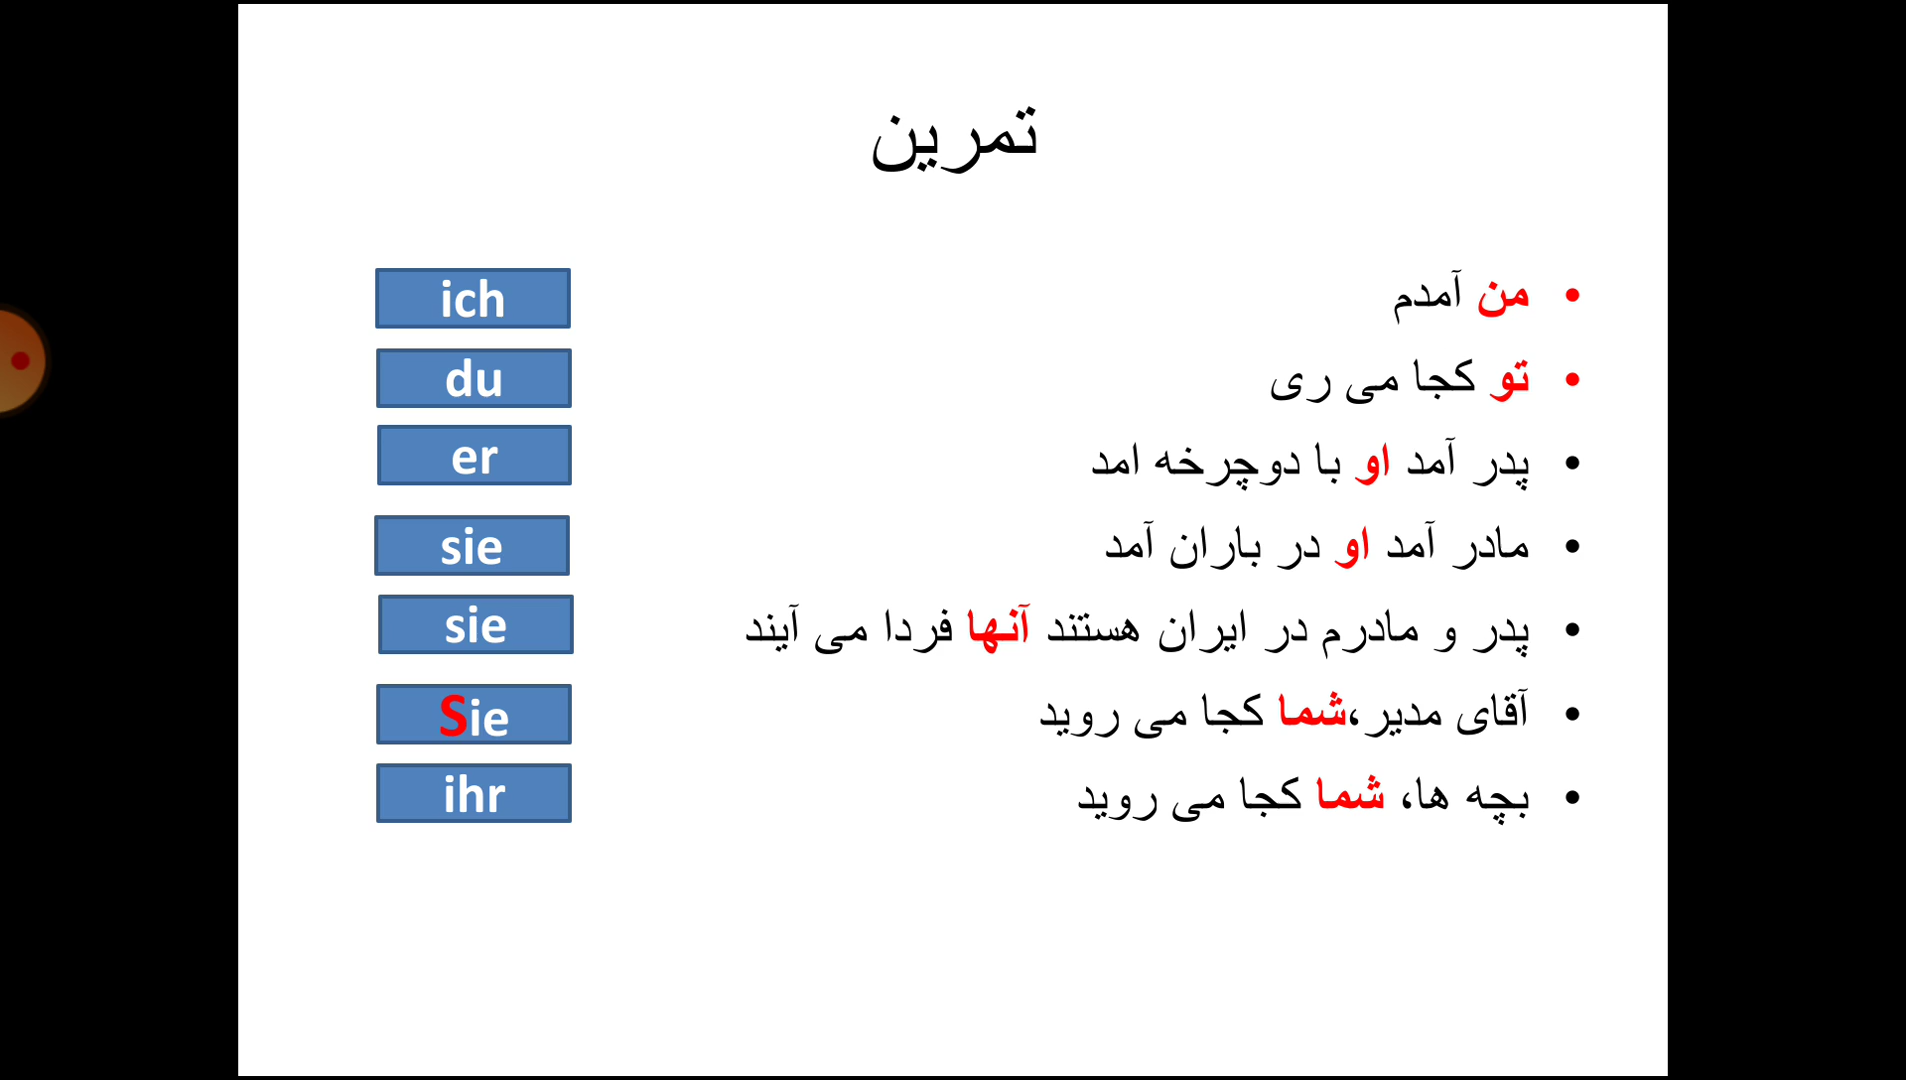 تمرین
من آمدم
ich
تو کجا می ری
du
پدر آمد او با دوچرخه امد
er
مادر آمد او در باران آمد
sie
پدر و مادرم در ایران هستند آنها فردا می آیند
sie
آقای مدیر،شما کجا می روید
Sie
بچه ها، شما کجا می روید
ihr